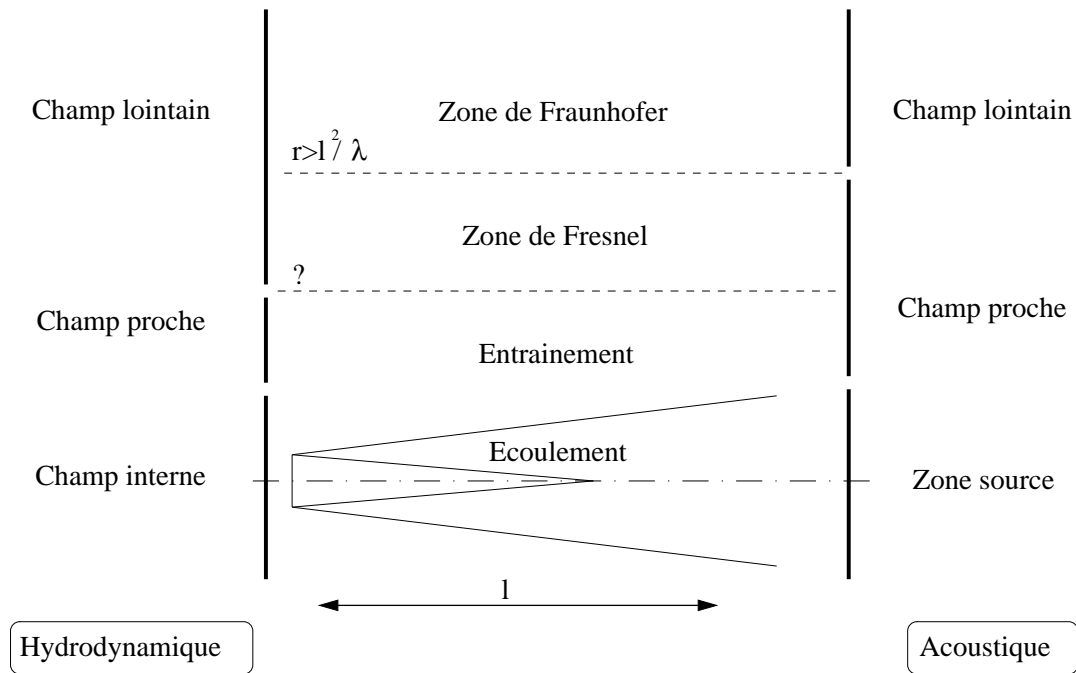 Champ lointain
Zone de Fraunhofer
Champ lointain
r>l²/ λ
Zone de Fresnel
?
Champ proche
Champ proche
Entrainement
Ecoulement
Champ interne
Zone source
l
Hydrodynamique
Acoustique